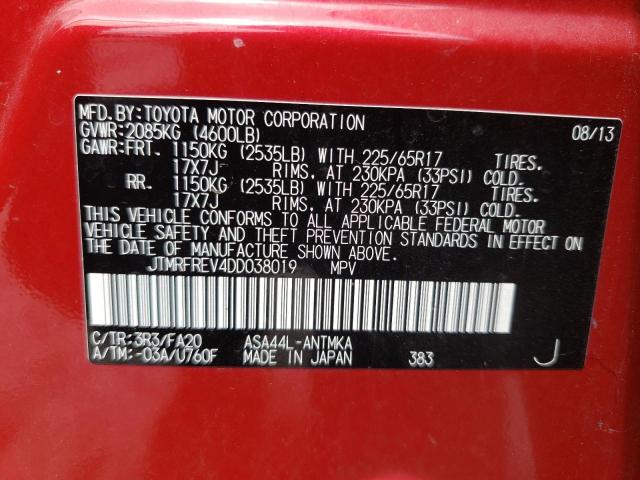 MFD.BY:TOYOTA MOTOR CORPORATION 08/13
GVWR:2085KG (4600LB)
GAWR:FRT. 1150KG (2535LB) WITH 225/65R17 TIRES.
17X7J RIMS. AT 230KPA (33PSI) COLD.
RR. 1150KG (2535LB) WITH 225/65R17 TIRES.
17X7J RIMS. AT 230KPA (33PSI) COLD.
THIS VEHICLE CONFORMS TO ALL APPLICABLE FEDERAL MOTOR
VEHICLE SAFETY AND THEFT PREVENTION STANDARDS IN EFFECT ON
THE DATE OF MANUFACTURE SHOWN ABOVE.
JTMRFREV4DD038019 MPV
C/TR:3R3/FA20 ASA44L-ANTMKA
A/TM:-03A/U760F MADE IN JAPAN 383 J